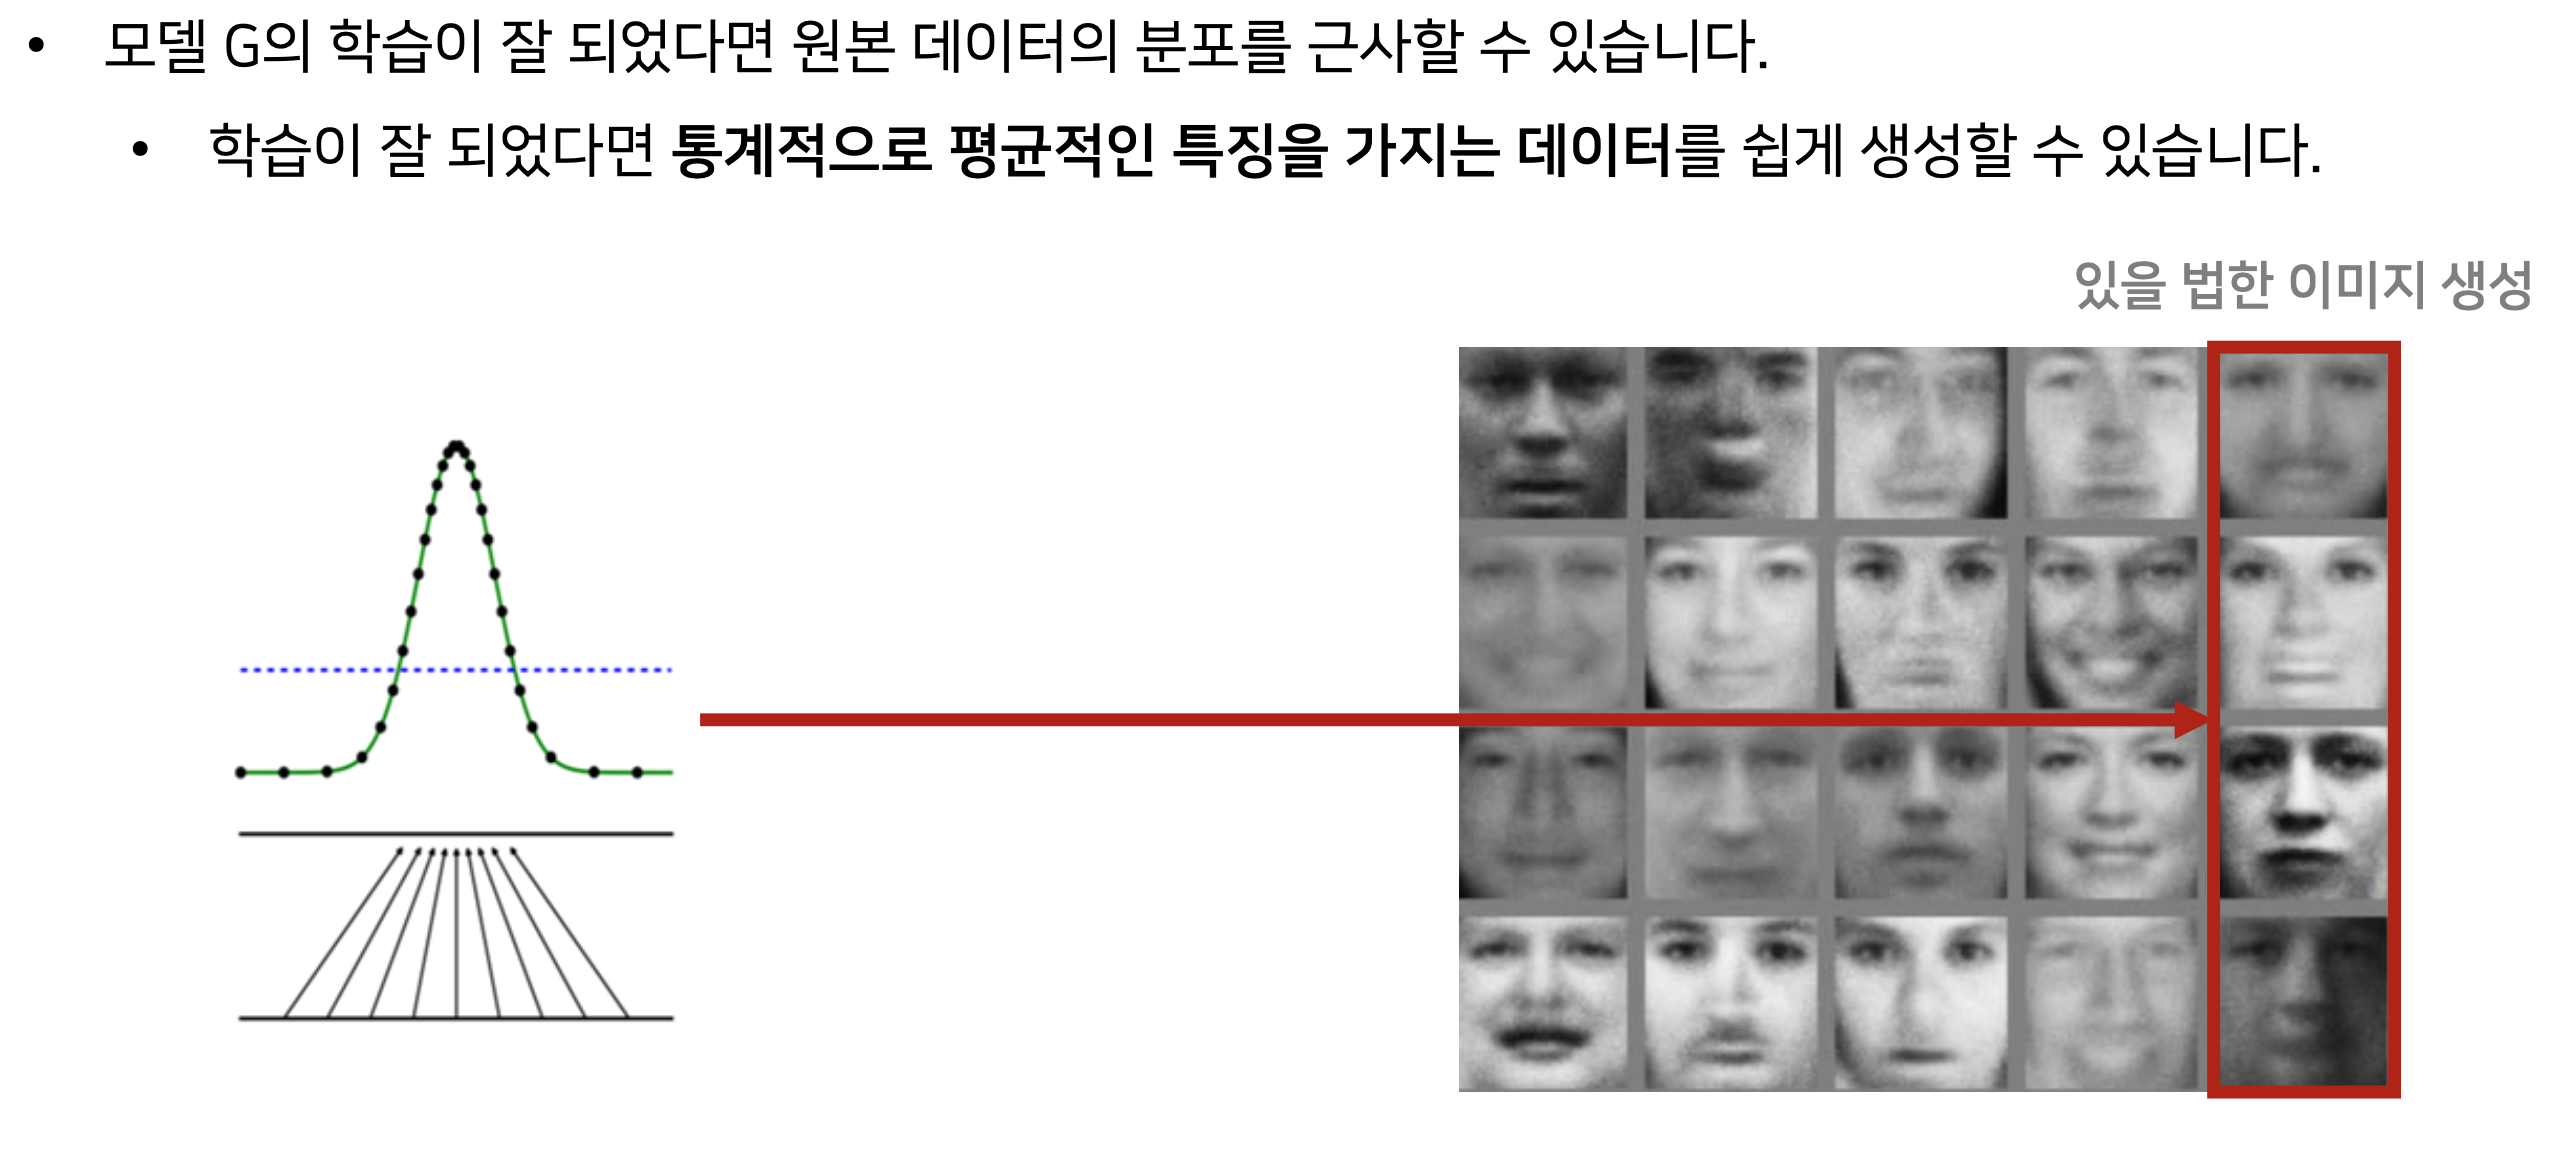 • 모델 G의 학습이 잘 되었다면 원본 데이터의 분포를 근사할 수 있습니다.
• 학습이 잘 되었다면 통계적으로 평균적인 특징을 가지는 데이터를 쉽게 생성할 수 있습니다.
있을 법한 이미지 생성